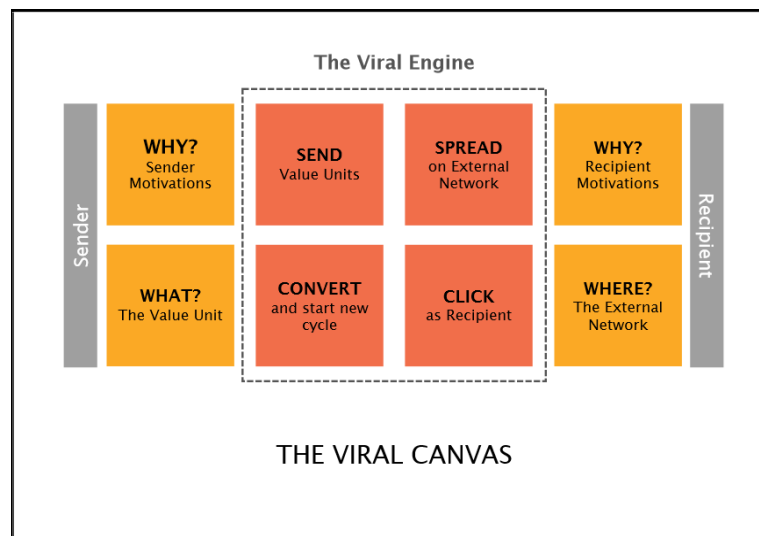 The Viral Engine
Sender
WHY?
Sender
Motivations
SEND
Value Units
SPREAD
on External
Network
WHY?
Recipient
Motivations
Recipient
WHAT?
The Value Unit
CONVERT
and start new
cycle
CLICK
as Recipient
WHERE?
The External
Network
THE VIRAL CANVAS